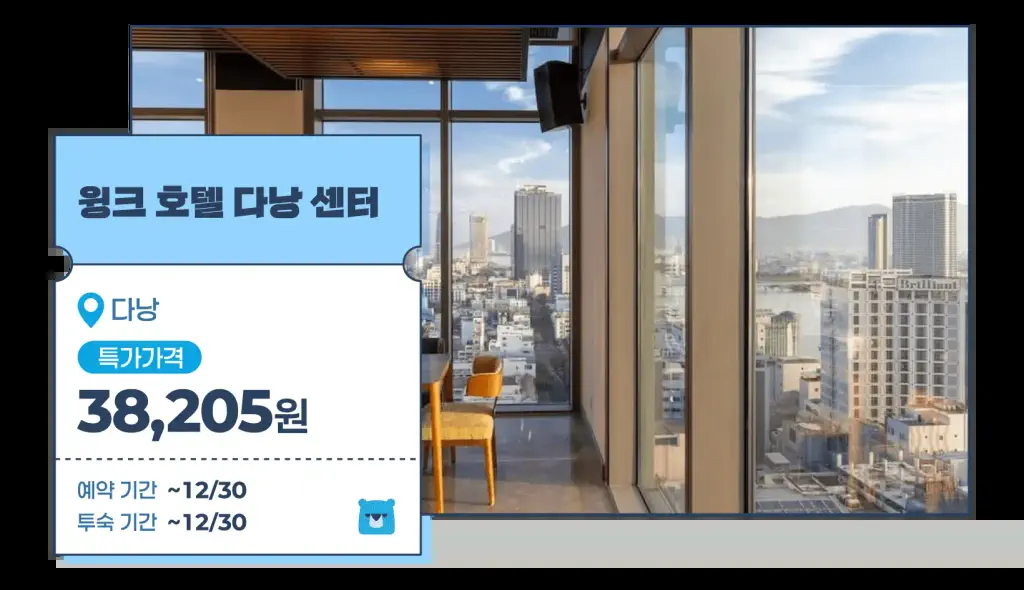 윙크 호텔 다낭 센터
다낭
특가가격
38,205원
예약 기간 ~12/30
투숙 기간 ~12/30
Brilliant